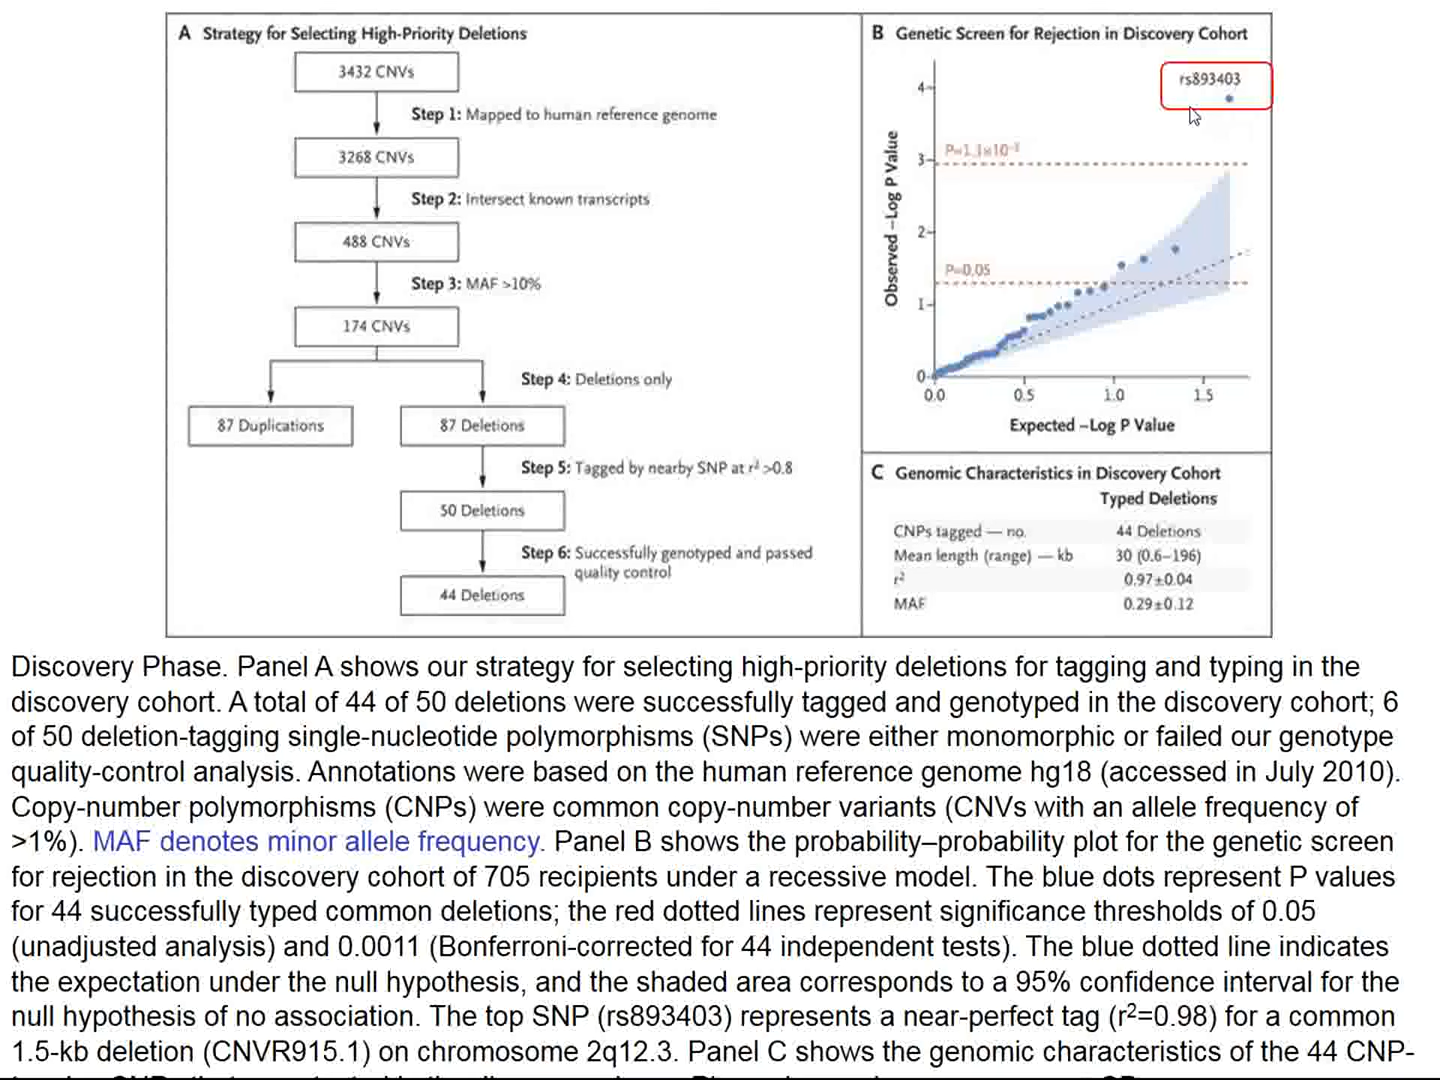 A Strategy for Selecting High-Priority Deletions
3432 CNVs
Step 1: Mapped to human reference genome
3268 CNVs
Step 2: Intersect known transcripts
488 CNVs
Step 3: MAF >10%
174 CNVs
Step 4: Deletions only
87 Duplications
87 Deletions
Step 5: Tagged by nearby SNP at r² >0.8
50 Deletions
Step 6: Successfully genotyped and passed
quality control
44 Deletions
B Genetic Screen for Rejection in Discovery Cohort
rs893403
4
P=1.1×10⁻³
3
2
P=0.05
1
0
0.0 0.5 1.0 1.5
Observed –Log P Value
Expected –Log P Value
C Genomic Characteristics in Discovery Cohort
Typed Deletions
CNPs tagged — no. 44 Deletions
Mean length (range) — kb 30 (0.6–196)
r² 0.97±0.04
MAF 0.29±0.12
Discovery Phase. Panel A shows our strategy for selecting high-priority deletions for tagging and typing in the
discovery cohort. A total of 44 of 50 deletions were successfully tagged and genotyped in the discovery cohort; 6
of 50 deletion-tagging single-nucleotide polymorphisms (SNPs) were either monomorphic or failed our genotype
quality-control analysis. Annotations were based on the human reference genome hg18 (accessed in July 2010).
Copy-number polymorphisms (CNPs) were common copy-number variants (CNVs with an allele frequency of
>1%). MAF denotes minor allele frequency. Panel B shows the probability–probability plot for the genetic screen
for rejection in the discovery cohort of 705 recipients under a recessive model. The blue dots represent P values
for 44 successfully typed common deletions; the red dotted lines represent significance thresholds of 0.05
(unadjusted analysis) and 0.0011 (Bonferroni-corrected for 44 independent tests). The blue dotted line indicates
the expectation under the null hypothesis, and the shaded area corresponds to a 95% confidence interval for the
null hypothesis of no association. The top SNP (rs893403) represents a near-perfect tag (r²=0.98) for a common
1.5-kb deletion (CNVR915.1) on chromosome 2q12.3. Panel C shows the genomic characteristics of the 44 CNP-